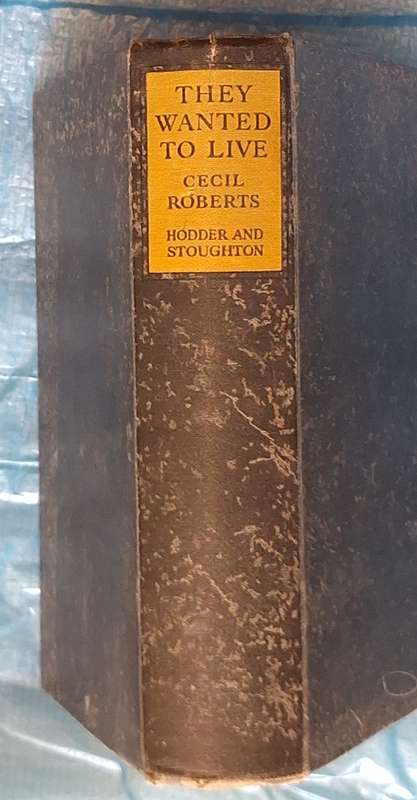 THEY
WANTED
TO LIVE
CECIL
ROBERTS
HODDER AND
STOUGHTON